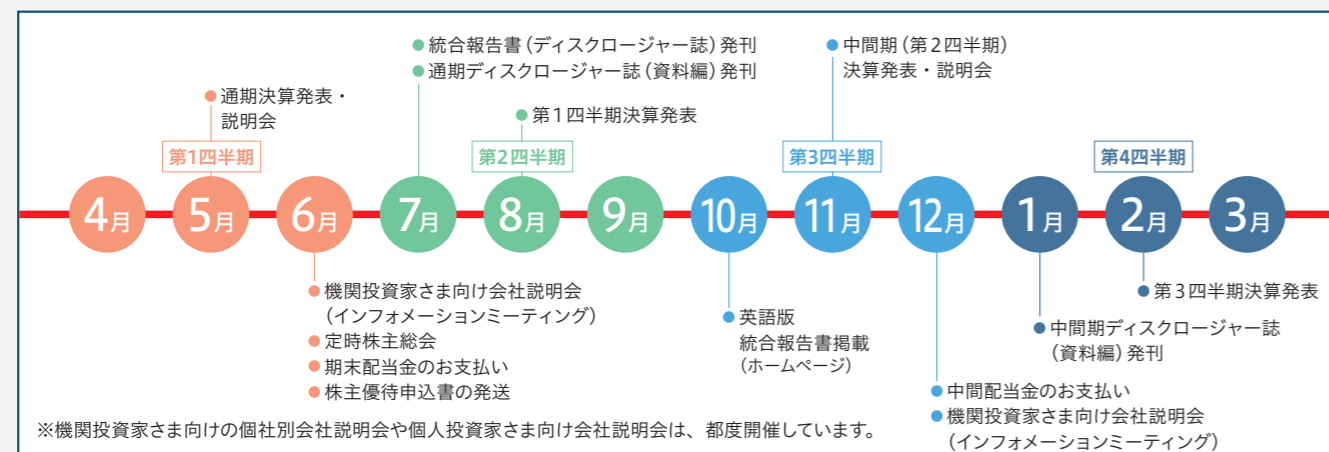 ●統合報告書(ディスクロージャー誌)発刊
●通期ディスクロージャー誌(資料編)発刊
●中間期(第2四半期)
決算発表・説明会
●通期決算発表・
説明会
●第1四半期決算発表
第1四半期
第2四半期
第3四半期
第4四半期
4月
5月
6月
7月
8月
9月
10月
11月
12月
1月
2月
3月
●機関投資家さま向け会社説明会
(インフォメーションミーティング)
●定時株主総会
●期末配当金のお支払い
●株主優待申込書の発送
●英語版
統合報告書掲載
(ホームページ)
●第3四半期決算発表
●中間期ディスクロージャー誌
(資料編)発刊
●中間配当金のお支払い
●機関投資家さま向け会社説明会
(インフォメーションミーティング)
※機関投資家さま向けの個社別会社説明会や個人投資家さま向け会社説明会は、都度開催しています。